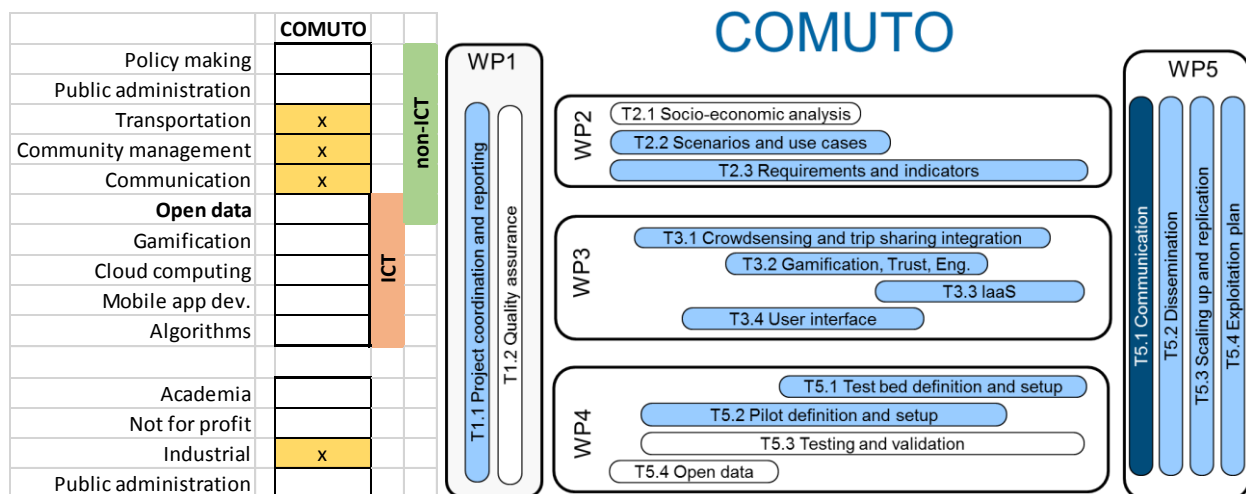 COMUTO
Policy making
Public administration
Transportation x
Community management x
Communication x
Open data
Gamification
Cloud computing
Mobile app dev.
Algorithms
non-ICT
ICT
Academia
Not for profit
Industrial x
Public administration
COMUTO
WP1
T1.1 Project coordination and reporting
T1.2 Quality assurance
WP2
T2.1 Socio-economic analysis
T2.2 Scenarios and use cases
T2.3 Requirements and indicators
WP3
T3.1 Crowdsensing and trip sharing integration
T3.2 Gamification, Trust, Eng.
T3.3 IaaS
T3.4 User interface
WP4
T5.1 Test bed definition and setup
T5.2 Pilot definition and setup
T5.3 Testing and validation
T5.4 Open data
WP5
T5.1 Communication
T5.2 Dissemination
T5.3 Scaling up and replication
T5.4 Exploitation plan